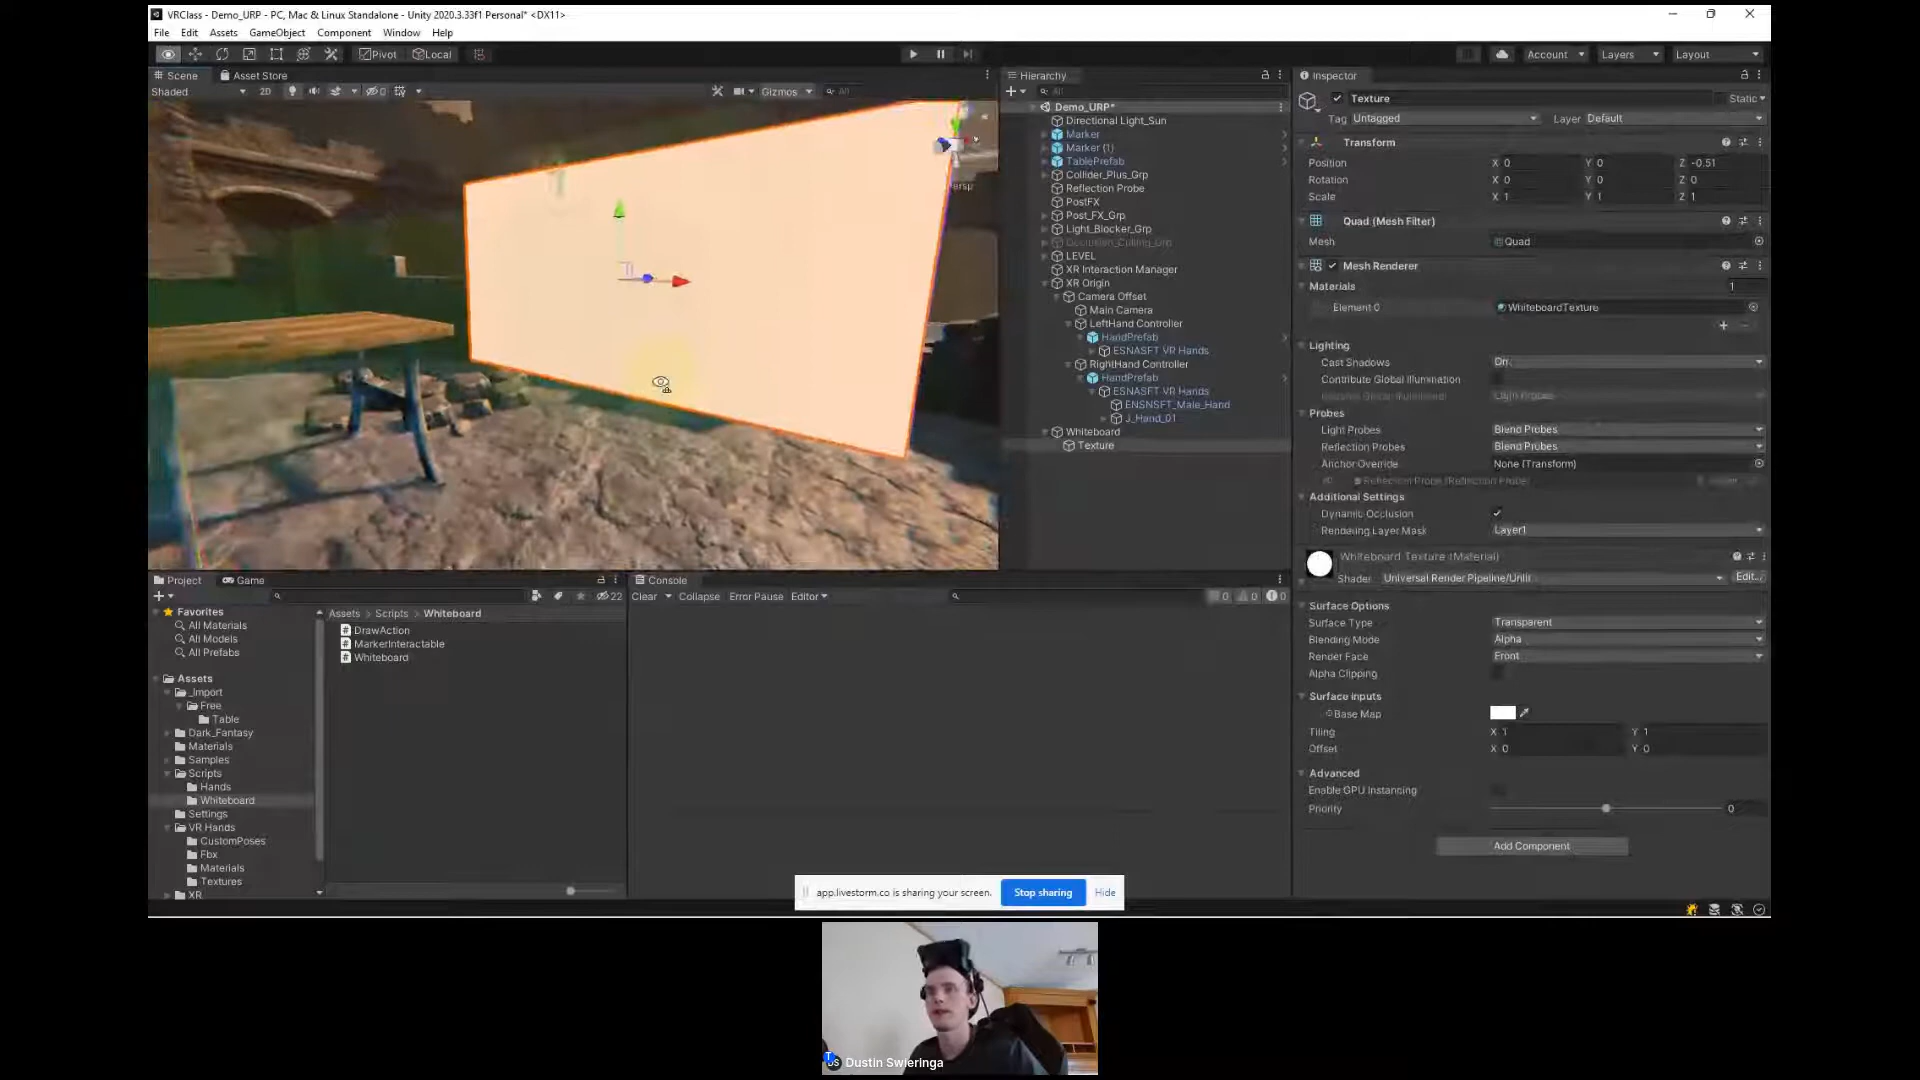 VRClass - Demo_URP - PC, Mac & Linux Standalone - Unity 2020.3.33f1 Personal* <DX11>
File Edit Assets GameObject Component Window Help
Pivot Local Account Layers Layout
Scene Asset Store
Shaded 2D 0 Gizmos All
Hierarchy
All
Demo_URP*
Directional Light_Sun
Marker
Marker (1)
TablePrefab
Collider_Plus_Grp
Reflection Probe
PostFX
Post_FX_Grp
Light_Blocker_Grp
Occlusion_Culling_Grp
LEVEL
XR Interaction Manager
XR Origin
Camera Offset
Main Camera
LeftHand Controller
HandPrefab
ESNASFT VR Hands
RightHand Controller
HandPrefab
ESNASFT VR Hands
ENSNSFT_Male_Hand
J_Hand_01
Whiteboard
Texture
Inspector
Texture Static
Tag Untagged Layer Default
Transform
Position X 0 Y 0 Z -0.51
Rotation X 0 Y 0 Z 0
Scale X 1 Y 1 Z 1
Quad (Mesh Filter)
Mesh Quad
Mesh Renderer
Materials 1
Element 0 WhiteboardTexture
Lighting
Cast Shadows On
Contribute Global Illumination
Probes
Light Probes Blend Probes
Reflection Probes Blend Probes
Anchor Override None (Transform)
Reflection Probe (Reflection Probe)
Additional Settings
Dynamic Occlusion
Rendering Layer Mask Layer1
Whiteboard Texture (Material)
Shader Universal Render Pipeline/Unlit Edit...
Surface Options
Surface Type Transparent
Blending Mode Alpha
Render Face Front
Alpha Clipping
Surface Inputs
Base Map
Tiling X 1 Y 1
Offset X 0 Y 0
Advanced
Enable GPU Instancing
Priority 0
Add Component
Project Game
22
Favorites
All Materials
All Models
All Prefabs
Assets
_Import
Free
Table
Dark_Fantasy
Materials
Samples
Scripts
Hands
Whiteboard
Settings
VR Hands
CustomPoses
Fbx
Materials
Textures
XR
Assets > Scripts > Whiteboard
DrawAction
MarkerInteractable
Whiteboard
Console
Clear Collapse Error Pause Editor 0 0 0
app.livestorm.co is sharing your screen. Stop sharing Hide
Dustin Swieringa